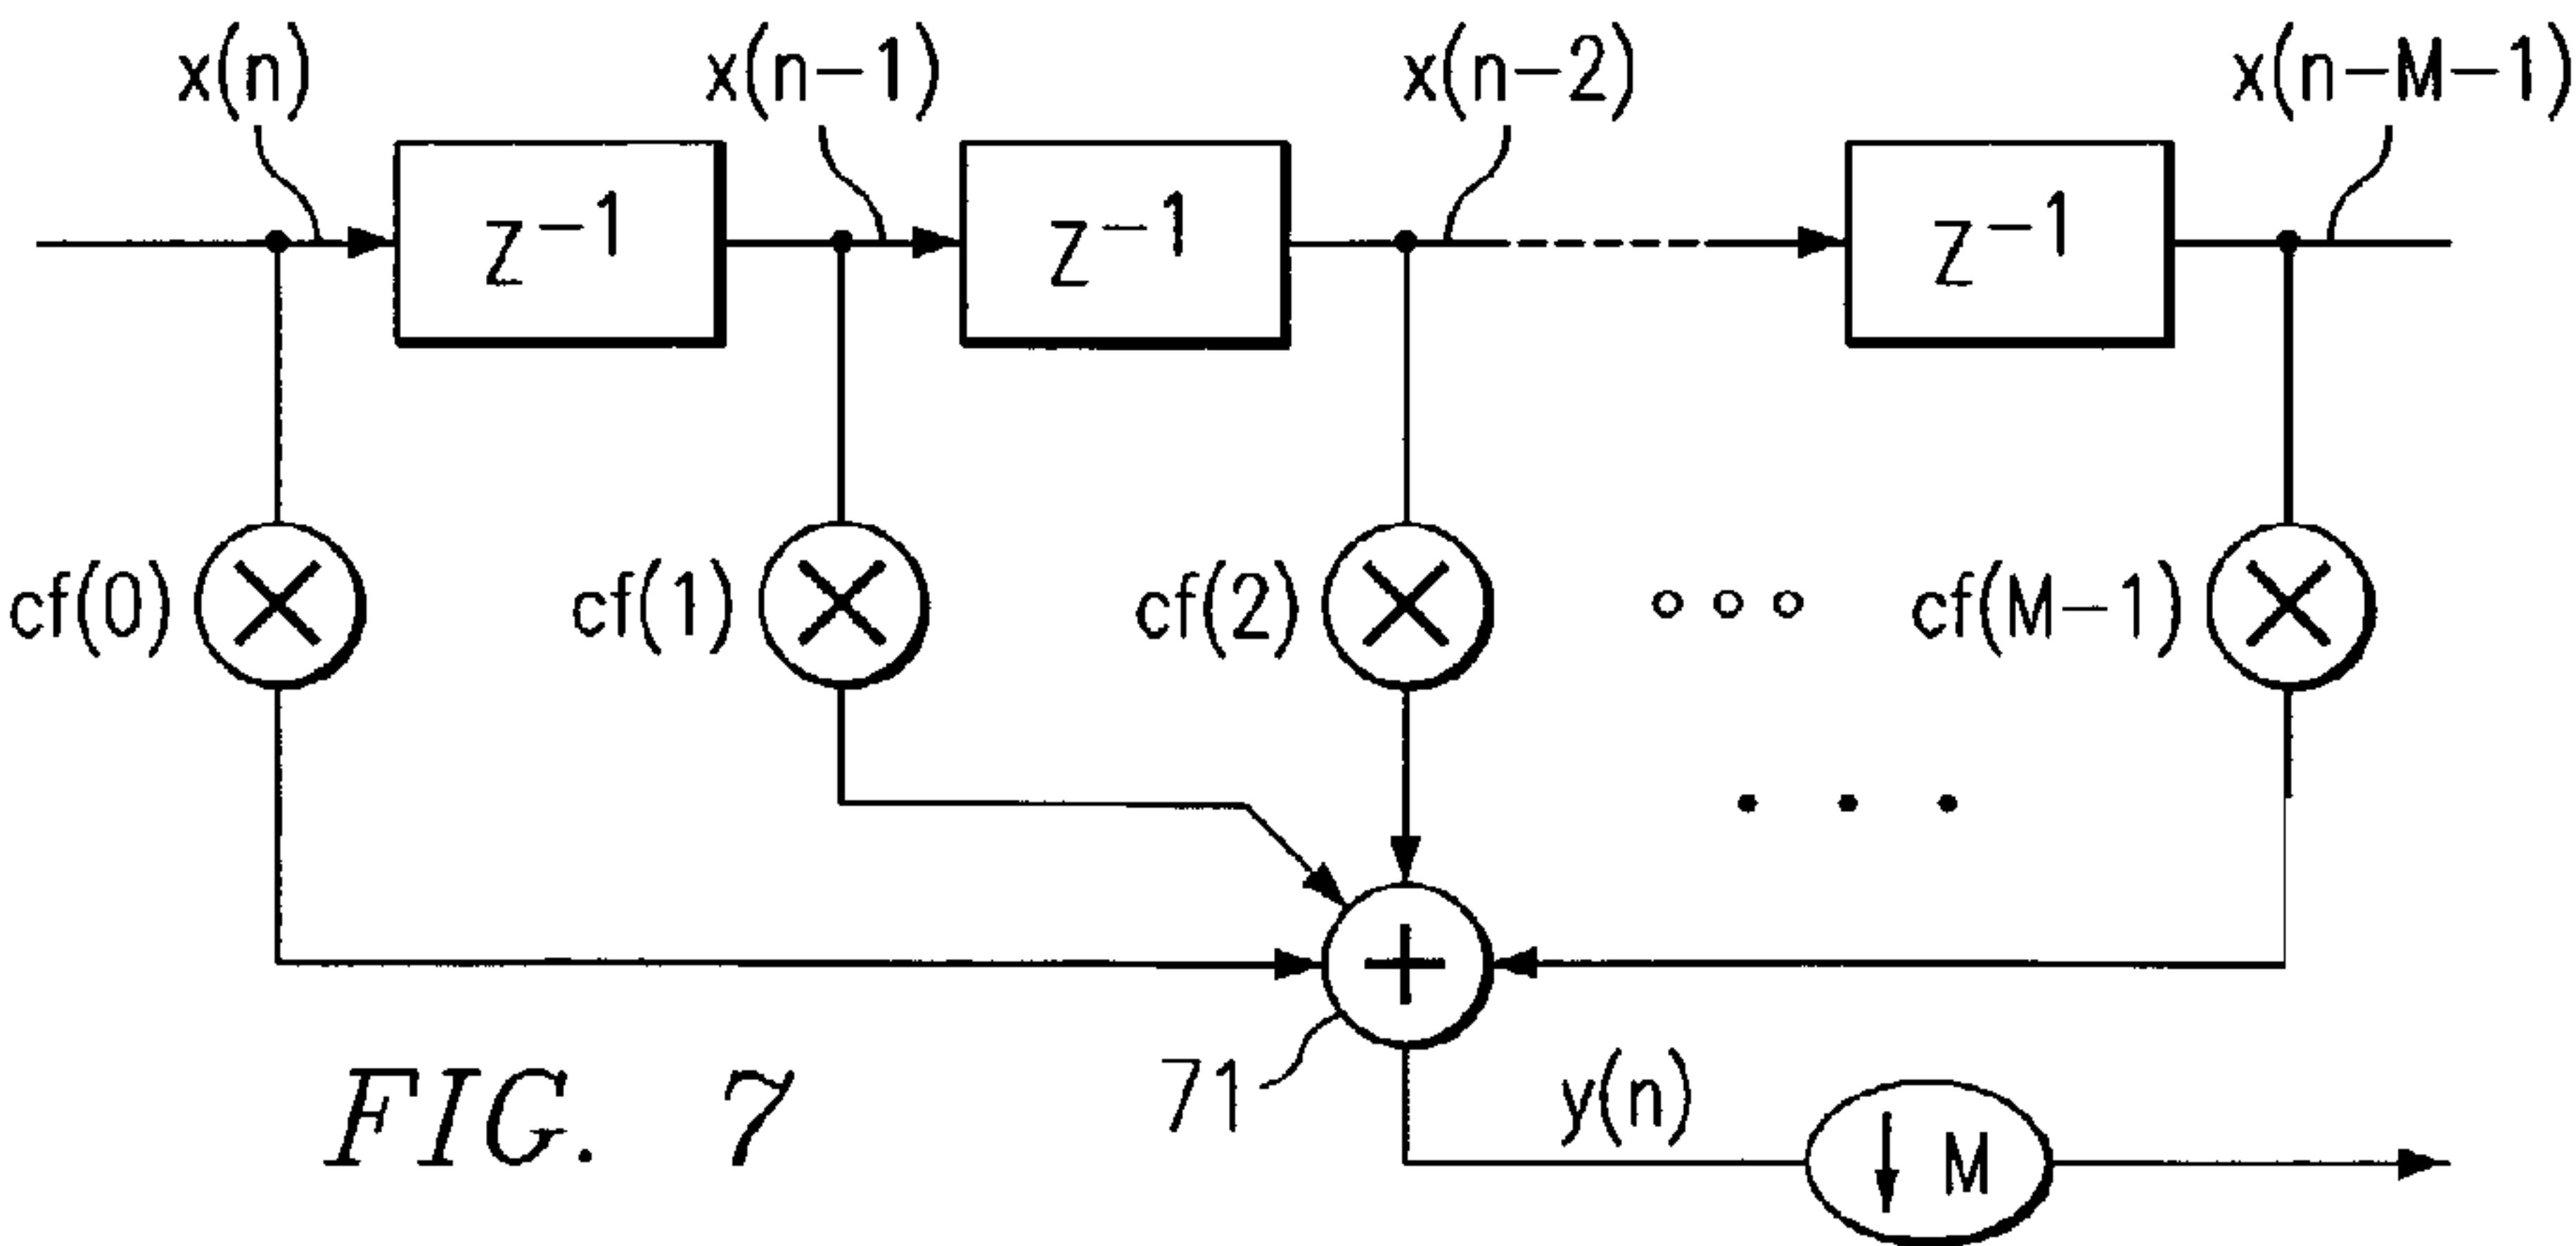 x(n)
x(n-1)
x(n-2)
x(n-M-1)
Z⁻¹
Z⁻¹
Z⁻¹
cf(0)
cf(1)
cf(2)
cf(M-1)
71
y(n)
↓ M
FIG. 7